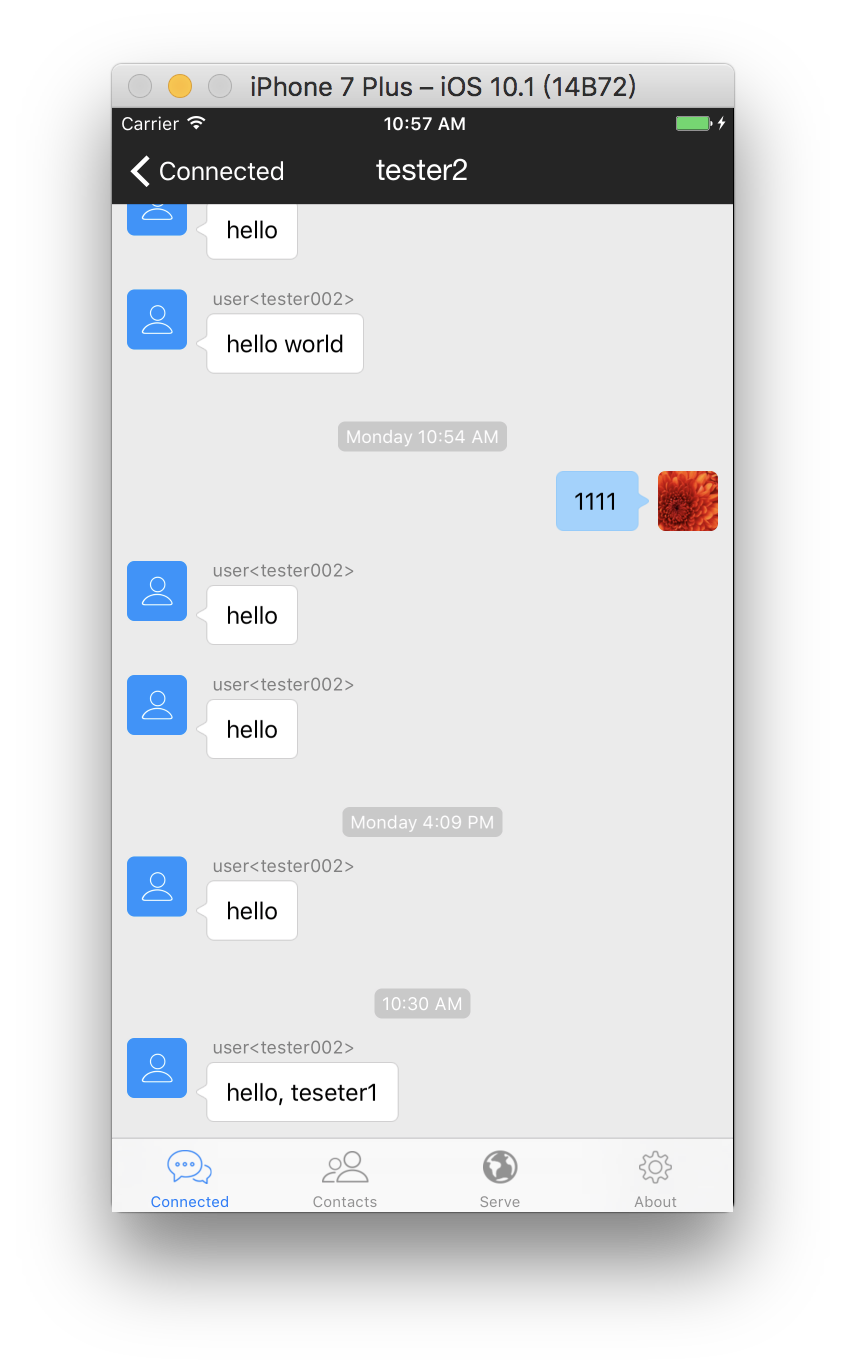 iPhone 7 Plus – iOS 10.1 (14B72)
Carrier 10:57 AM
Connected tester2
hello
user<tester002>
hello world
Monday 10:54 AM
1111
user<tester002>
hello
user<tester002>
hello
Monday 4:09 PM
user<tester002>
hello
10:30 AM
user<tester002>
hello, teseter1
Connected Contacts Serve About